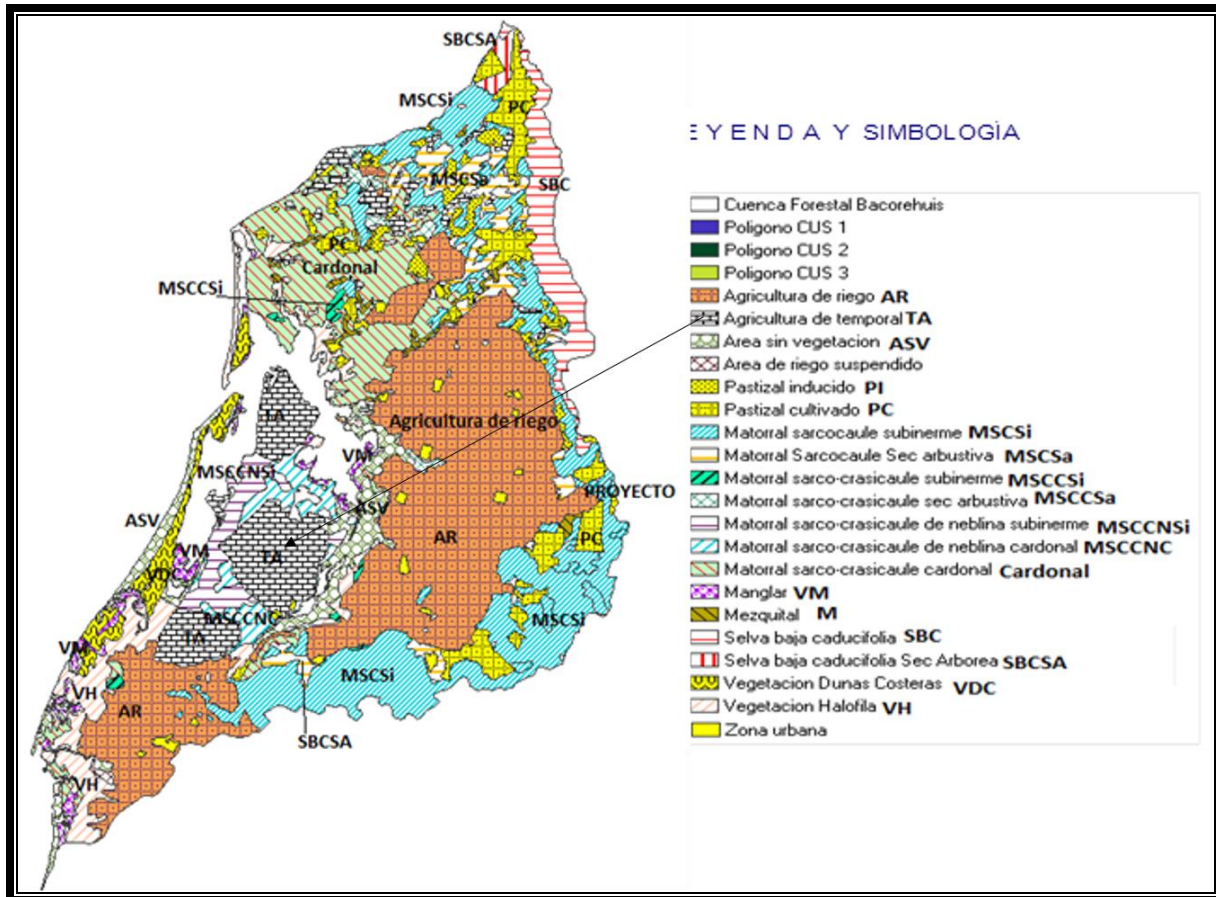 SBCSA
MSCSi
PC
MSCSa
SBC
PC
Cardonal
MSCCSi
TA
Agricultura de riego
VM
MSCCNSi
PROYECTO
ASV
ASV
AR
VM
TA
PC
VDC
MSCCNC
MSCSi
VM
TA
MSCSi
VH
AR
SBCSA
VH
EYENDA Y SIMBOLOGÌA
Cuenca Forestal Bacorehuis
Poligono CUS 1
Poligono CUS 2
Poligono CUS 3
Agricultura de riego AR
Agricultura de temporal TA
Area sin vegetacion ASV
Area de riego suspendido
Pastizal inducido PI
Pastizal cultivado PC
Matorral sarcocaule subinerme MSCSi
Matorral Sarcocaule Sec arbustiva MSCSa
Matorral sarco-crasicaule subinerme MSCCSi
Matorral sarco-crasicaule sec arbustiva MSCCSa
Matorral sarco-crasicaule de neblina subinerme MSCCNSi
Matorral sarco-crasicaule de neblina cardonal MSCCNC
Matorral sarco-crasicaule cardonal Cardonal
Manglar VM
Mezquital M
Selva baja caducifolia SBC
Selva baja caducifolia Sec Arborea SBCSA
Vegetacion Dunas Costeras VDC
Vegetacion Halofila VH
Zona urbana